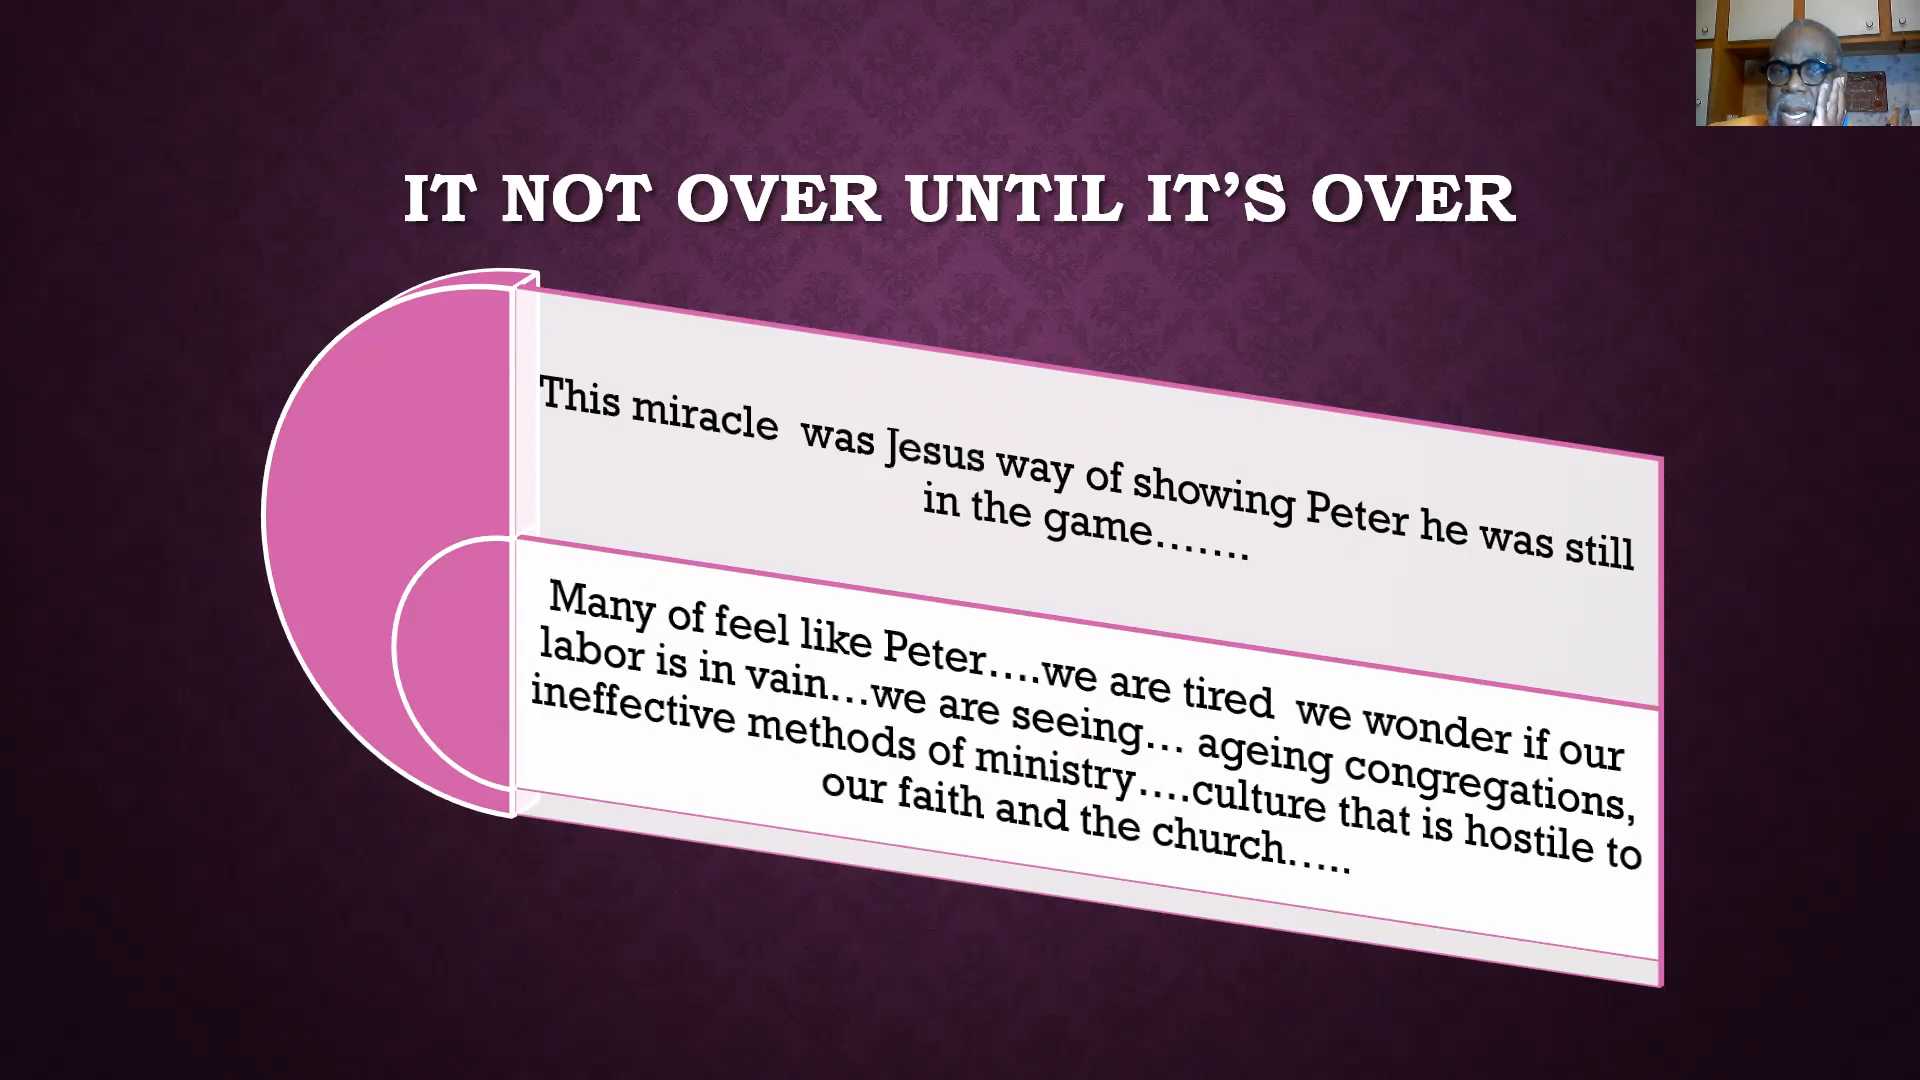 IT NOT OVER UNTIL IT’S OVER
This miracle  was Jesus way of showing Peter he was still
in the game…….
Many of feel like Peter….we are tired  we wonder if our
labor is in vain…we are seeing… ageing congregations,
ineffective methods of ministry….culture that is hostile to
our faith and the church…..